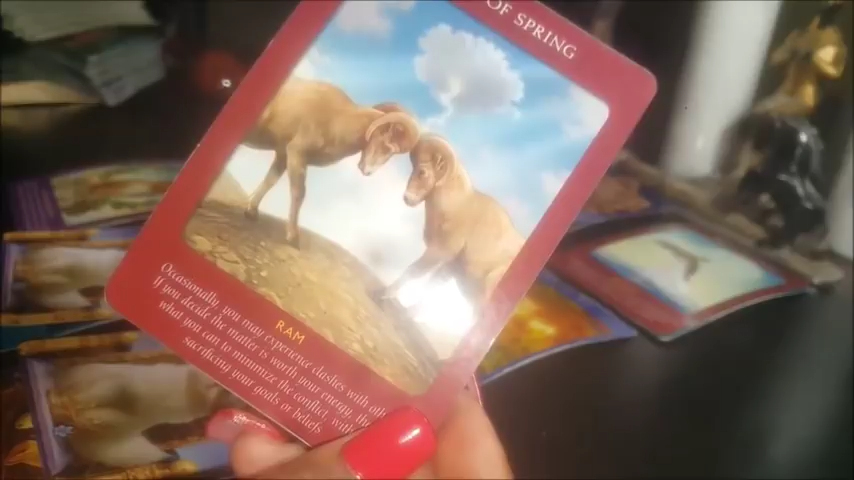 OF SPRING
RAM
Occasionally you may experience clashes with
If you decide the matter is worth your energy,
what you can to minimize the conflict, with
sacrificing your goals or beliefs